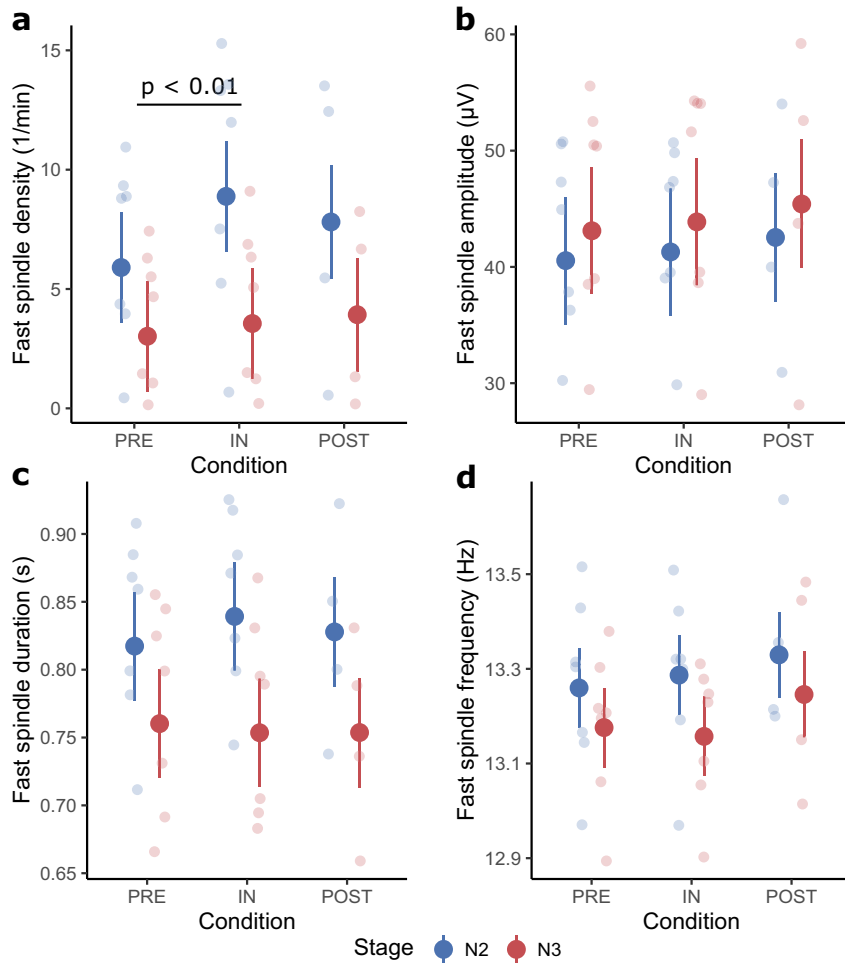 a
Fast spindle density (1/min)
15
10
5
0
p < 0.01
PRE
IN
POST
Condition
b
Fast spindle amplitude (µV)
60
50
40
30
PRE
IN
POST
Condition
c
Fast spindle duration (s)
0.90
0.85
0.80
0.75
0.70
0.65
PRE
IN
POST
Condition
d
Fast spindle frequency (Hz)
13.5
13.3
13.1
12.9
PRE
IN
POST
Condition
Stage N2 N3